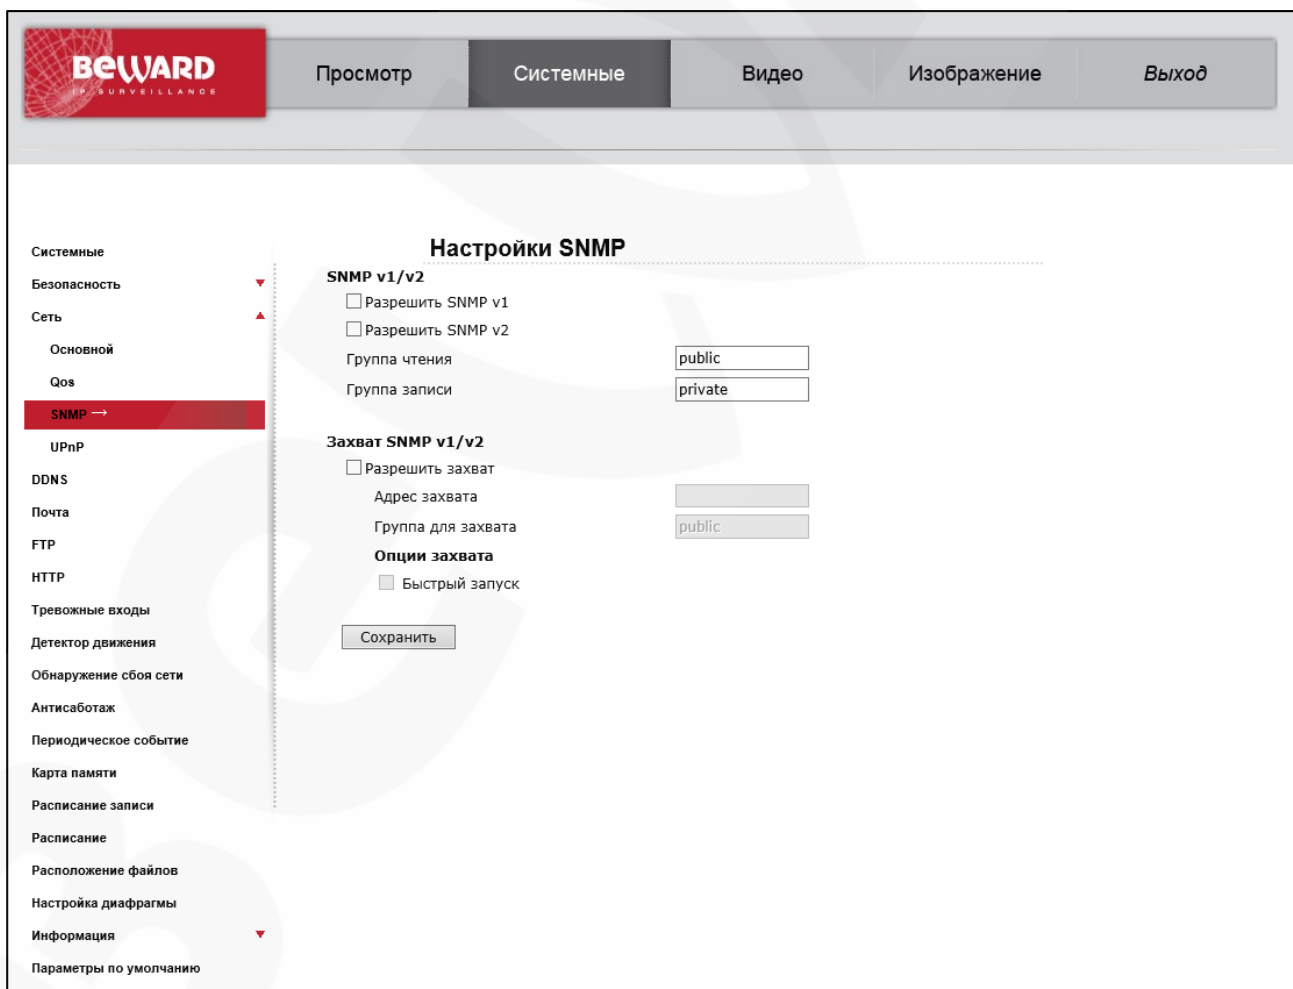 BEWARD
IP SURVEILLANCE
Просмотр
Системные
Видео
Изображение
Выход
Настройки SNMP
Системные
Безопасность
Сеть
Основной
Qos
SNMP →
UPnP
DDNS
Почта
FTP
HTTP
Тревожные входы
Детектор движения
Обнаружение сбоя сети
Антисаботаж
Периодическое событие
Карта памяти
Расписание записи
Расписание
Расположение файлов
Настройка диафрагмы
Информация
Параметры по умолчанию
SNMP v1/v2
Разрешить SNMP v1
Разрешить SNMP v2
Группа чтения public
Группа записи private
Захват SNMP v1/v2
Разрешить захват
Адрес захвата
Группа для захвата public
Опции захвата
Быстрый запуск
Сохранить